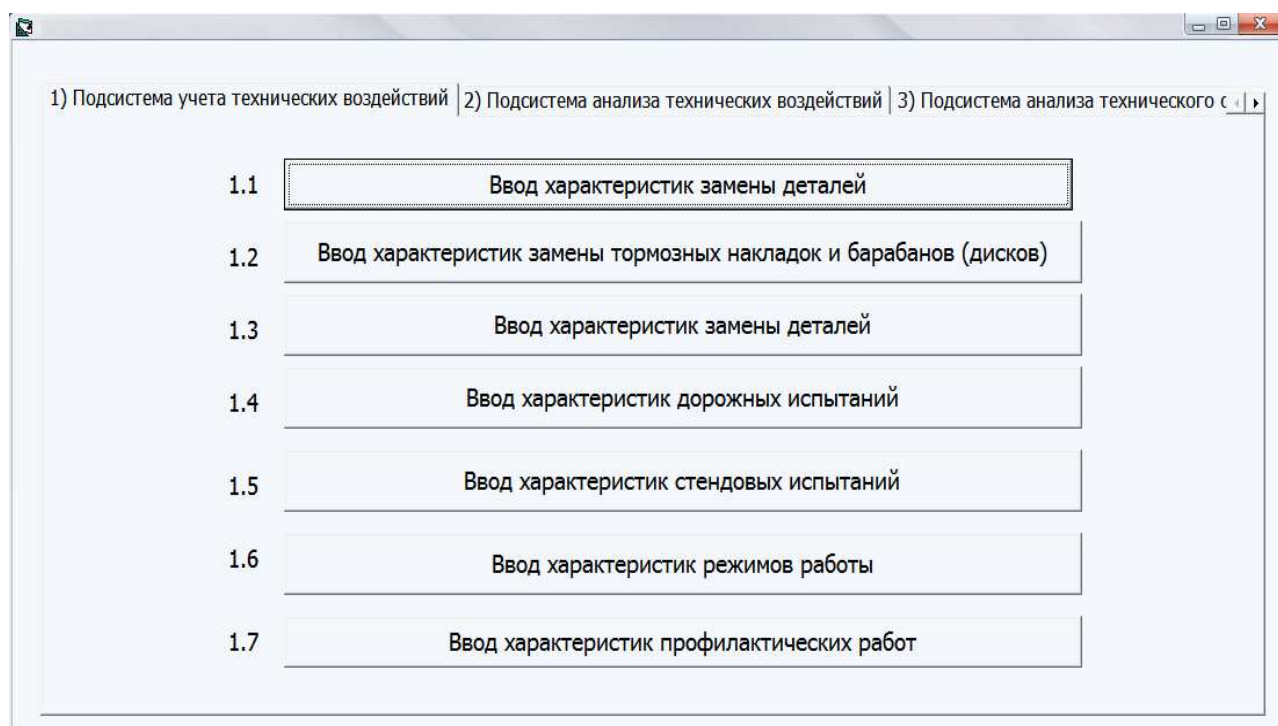 1) Подсистема учета технических воздействий 2) Подсистема анализа технических воздействий 3) Подсистема анализа технического с
1.1 Ввод характеристик замены деталей
1.2 Ввод характеристик замены тормозных накладок и барабанов (дисков)
1.3 Ввод характеристик замены деталей
1.4 Ввод характеристик дорожных испытаний
1.5 Ввод характеристик стендовых испытаний
1.6 Ввод характеристик режимов работы
1.7 Ввод характеристик профилактических работ